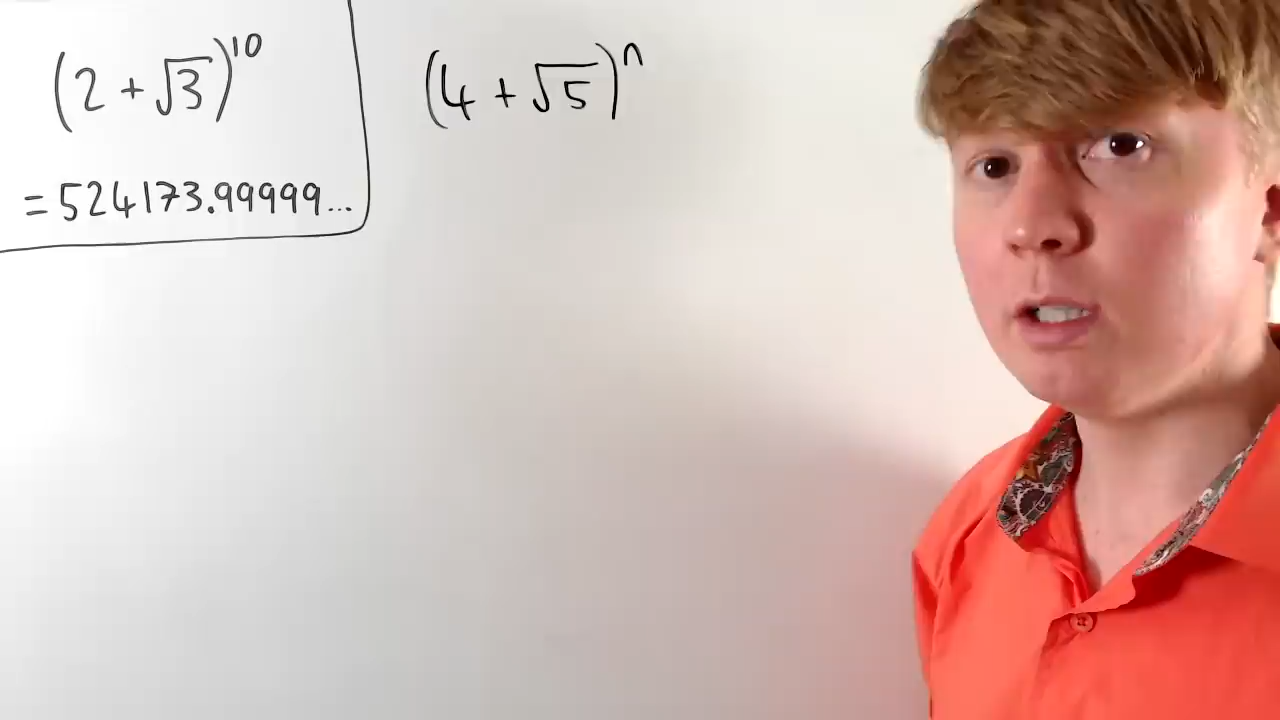 (2 + √3)¹⁰
= 524173.99999...
(4 + √5)ⁿ